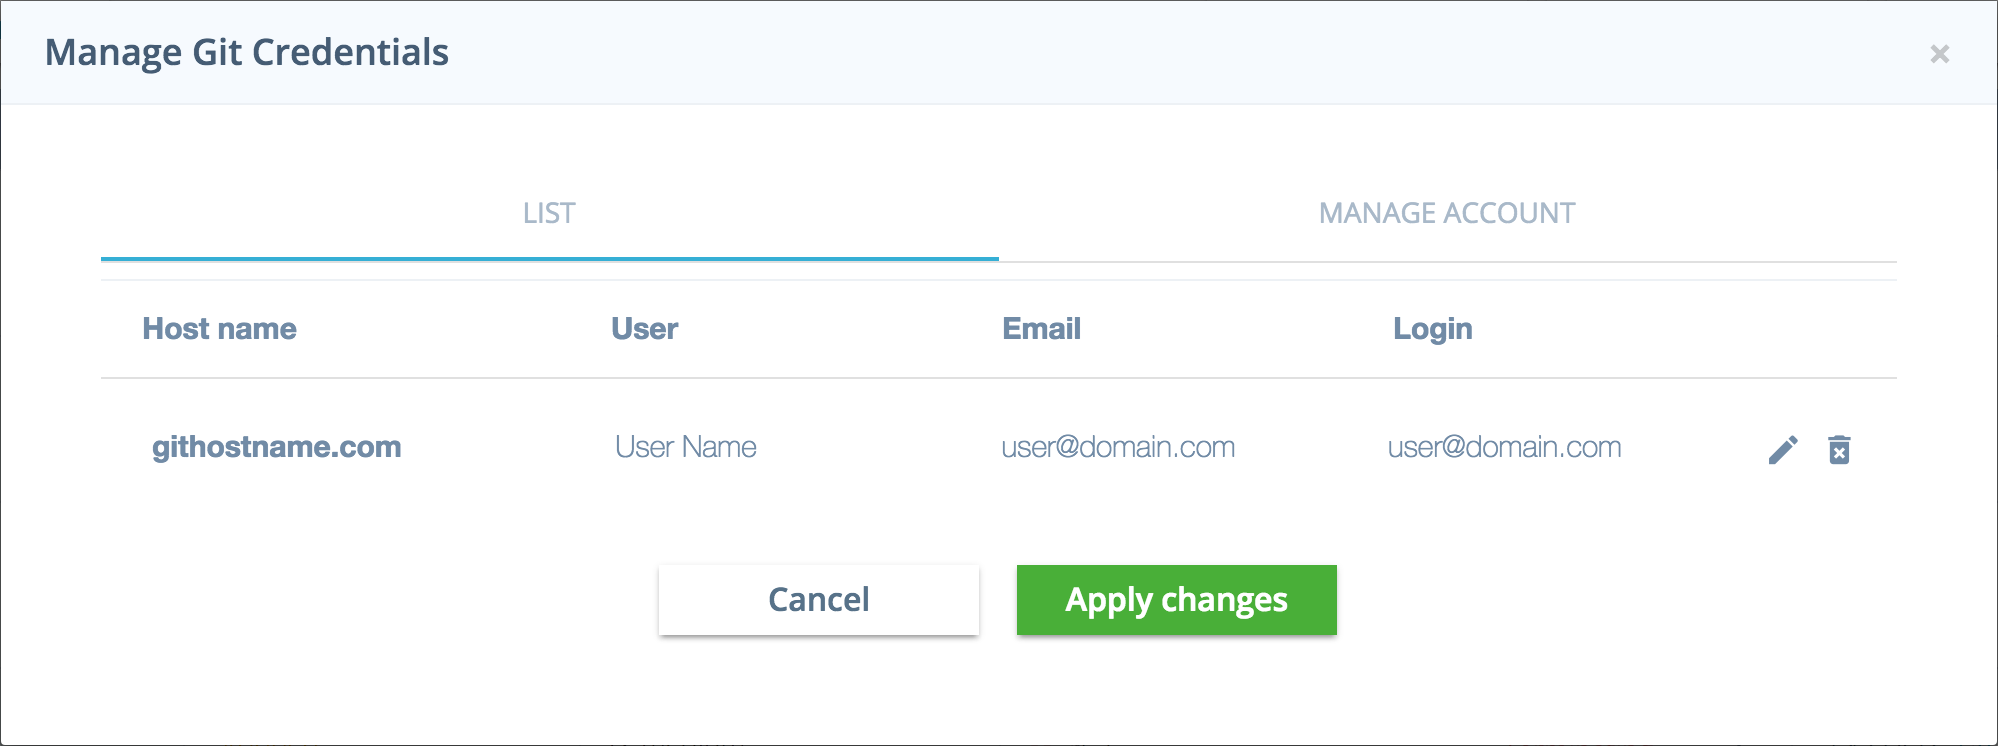 Manage Git Credentials
LIST MANAGE ACCOUNT
Host name User Email Login
githostname.com User Name user@domain.com user@domain.com
Cancel Apply changes